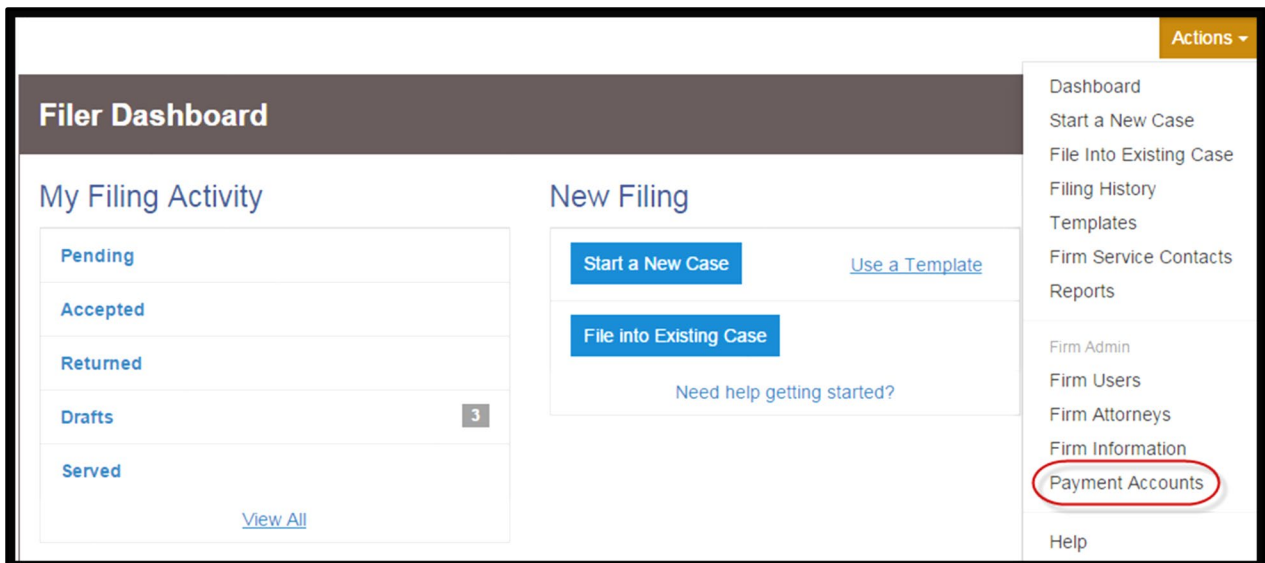 Actions
Filer Dashboard
My Filing Activity
Pending
Accepted
Returned
Drafts 3
Served
View All
New Filing
Start a New Case Use a Template
File into Existing Case
Need help getting started?
Dashboard
Start a New Case
File Into Existing Case
Filing History
Templates
Firm Service Contacts
Reports
Firm Admin
Firm Users
Firm Attorneys
Firm Information
Payment Accounts
Help